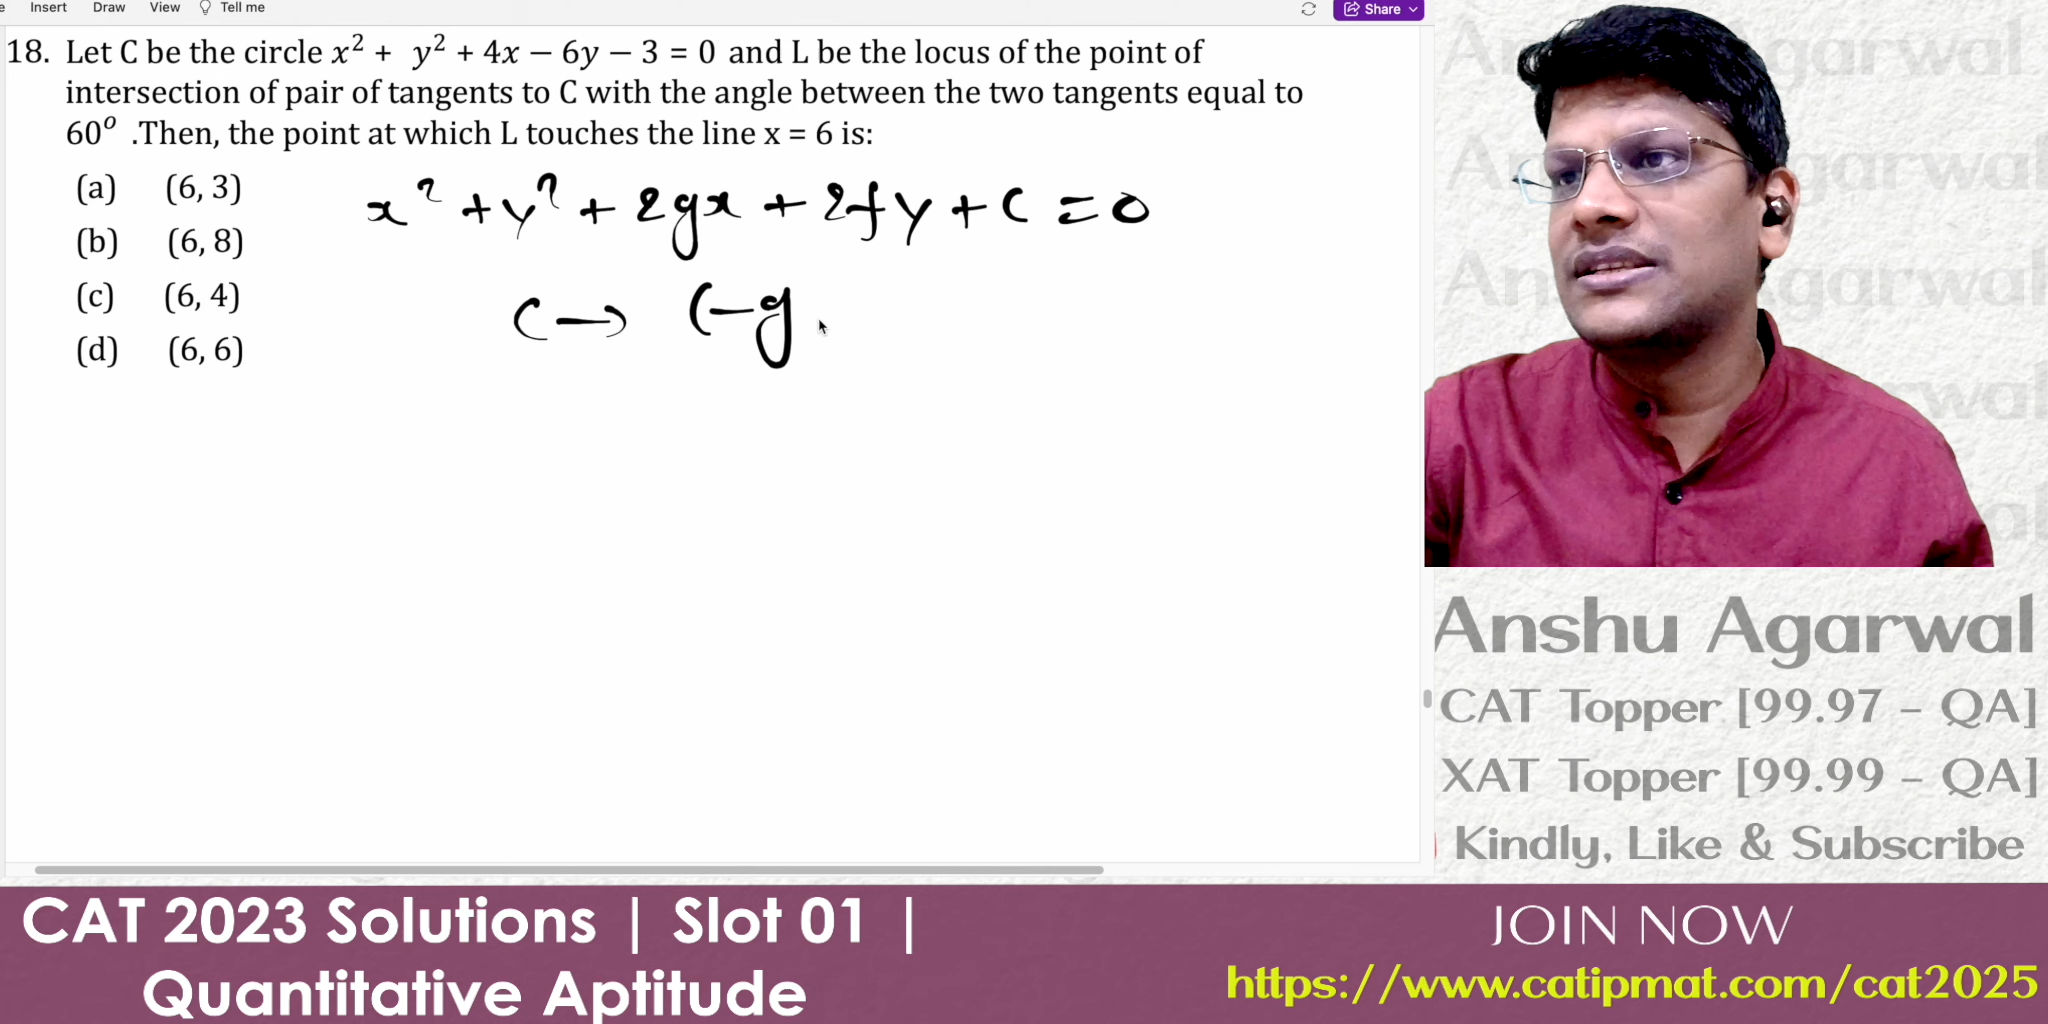 Insert Draw View Tell me
Share
18. Let C be the circle x² + y² + 4x − 6y − 3 = 0 and L be the locus of the point of
intersection of pair of tangents to C with the angle between the two tangents equal to
60ᵒ .Then, the point at which L touches the line x = 6 is:
(a) (6, 3)
(b) (6, 8)
(c) (6, 4)
(d) (6, 6)
x² + y² + 2gx + 2fy + c = 0
C → (−g
Anshu Agarwal
CAT Topper [99.97 – QA]
XAT Topper [99.99 – QA]
Kindly, Like & Subscribe
CAT 2023 Solutions | Slot 01 |
Quantitative Aptitude
JOIN NOW
https://www.catipmat.com/cat2025